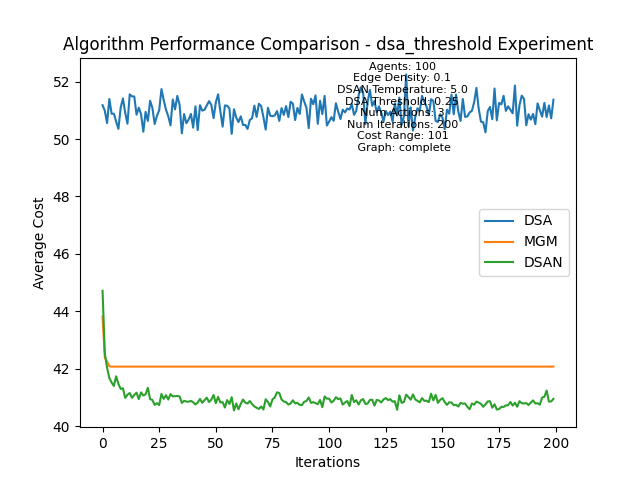 Algorithm Performance Comparison - dsa_threshold Experiment
Agents: 100
Edge Density: 0.1
DSAN Temperature: 5.0
DSA Threshold: 0.25
Num Actions: 3
Num Iterations: 200
Cost Range: 101
Graph: complete
52
50
48
46
44
42
40
Average Cost
DSA
MGM
DSAN
0
25
50
75
100
125
150
175
200
Iterations